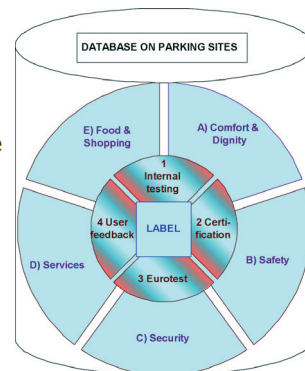 DATABASE ON PARKING SITES
E) Food &
Shopping
A) Comfort &
Dignity
1
Internal
testing
e
4 User
feedback
LABEL
2 Certi-
fication
D) Services
B) Safety
3 Eurotest
C) Security